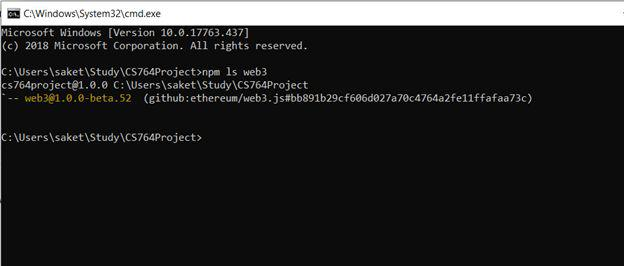 C:\Windows\System32\cmd.exe
Microsoft Windows [Version 10.0.17763.437]
(c) 2018 Microsoft Corporation. All rights reserved.
C:\Users\saket\Study\CS764Project>npm ls web3
cs764project@1.0.0 C:\Users\saket\Study\CS764Project
`-- web3@1.0.0-beta.52  (github:ethereum/web3.js#bb891b29cf606d027a70c4764a2fe11ffafaa73c)
C:\Users\saket\Study\CS764Project>